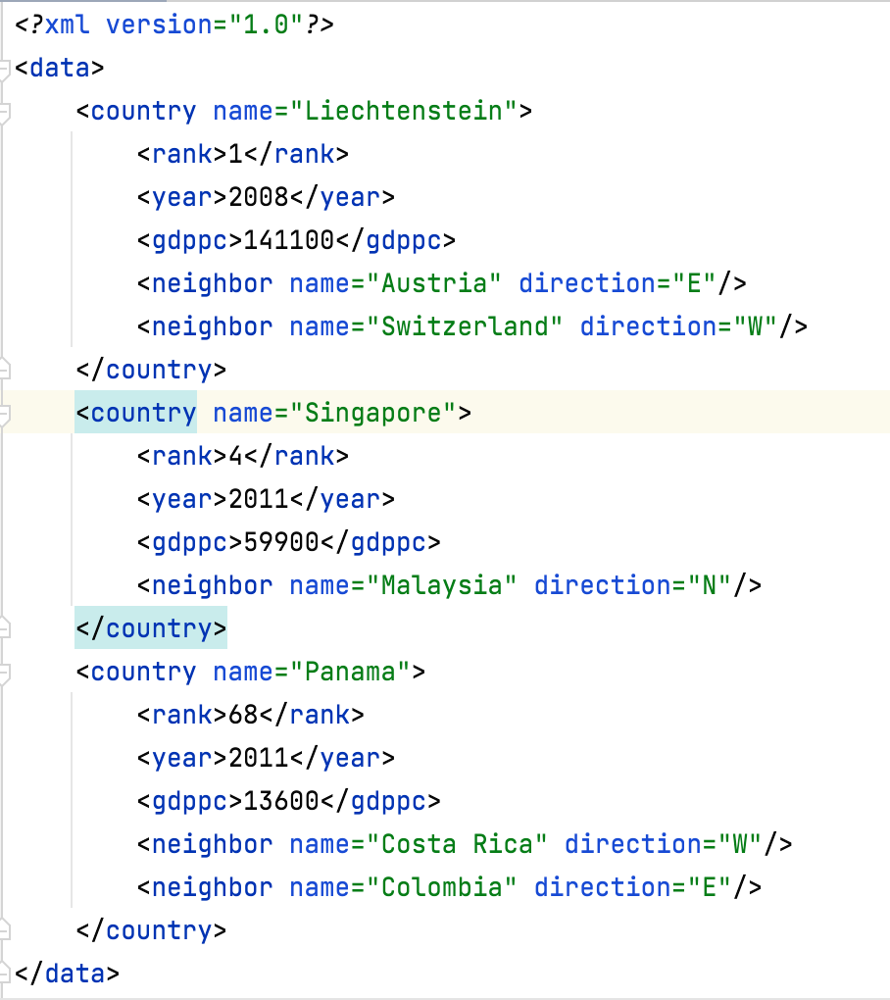 <?xml version="1.0"?>
<data>
    <country name="Liechtenstein">
        <rank>1</rank>
        <year>2008</year>
        <gdppc>141100</gdppc>
        <neighbor name="Austria" direction="E"/>
        <neighbor name="Switzerland" direction="W"/>
    </country>
    <country name="Singapore">
        <rank>4</rank>
        <year>2011</year>
        <gdppc>59900</gdppc>
        <neighbor name="Malaysia" direction="N"/>
    </country>
    <country name="Panama">
        <rank>68</rank>
        <year>2011</year>
        <gdppc>13600</gdppc>
        <neighbor name="Costa Rica" direction="W"/>
        <neighbor name="Colombia" direction="E"/>
    </country>
</data>